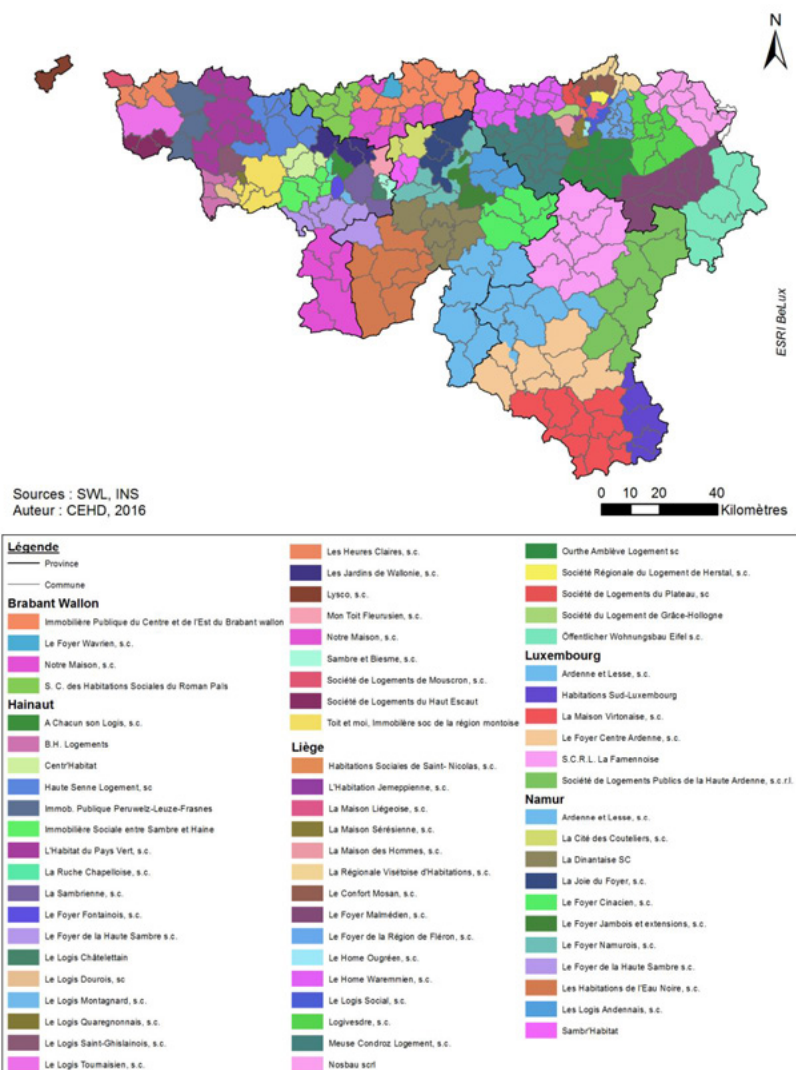 N
ESRI BeLux
Sources : SWL, INS
Auteur : CEHD, 2016
0 10 20 40
Kilomètres
Légende
Province
Commune
Brabant Wallon
Immobilière Publique du Centre et de l'Est du Brabant wallon
Le Foyer Wavrien, s.c.
Notre Maison, s.c.
S. C. des Habitations Sociales du Roman Païs
Hainaut
A Chacun son Logis, s.c.
B.H. Logements
Centr'Habitat
Haute Senne Logement, sc
Immob. Publique Peruwelz-Leuze-Frasnes
Immobilière Sociale entre Sambre et Haine
L'Habitat du Pays Vert, s.c.
La Ruche Chapelloise, s.c.
La Sambrienne, s.c.
Le Foyer Fontainois, s.c.
Le Foyer de la Haute Sambre s.c.
Le Logis Châtelettain
Le Logis Dourois, sc
Le Logis Montagnard, s.c.
Le Logis Quaregnonnais, s.c.
Le Logis Saint-Ghislainois, s.c.
Le Logis Tournaisien, s.c.
Les Heures Claires, s.c.
Les Jardins de Wallonie, s.c.
Lysco, s.c.
Mon Toit Fleurusien, s.c.
Notre Maison, s.c.
Sambre et Biesme, s.c.
Société de Logements de Mouscron, s.c.
Société de Logements du Haut Escaut
Toit et moi, Immoblère soc de la région montoise
Liège
Habitations Sociales de Saint- Nicolas, s.c.
L'Habitation Jemeppienne, s.c.
La Maison Liégeoise, s.c.
La Maison Sérésienne, s.c.
La Maison des Hommes, s.c.
La Régionale Visétoise d'Habitations, s.c.
Le Confort Mosan, s.c.
Le Foyer Malmédien, s.c.
Le Foyer de la Région de Fléron, s.c.
Le Home Ougréen, s.c.
Le Home Waremmien, s.c.
Le Logis Social, s.c.
Logivesdre, s.c.
Meuse Condroz Logement, s.c.
Nosbau scrl
Ourthe Amblève Logement sc
Société Régionale du Logement de Herstal, s.c.
Société de Logements du Plateau, sc
Société du Logement de Grâce-Hollogne
Öffentlicher Wohnungsbau Eifel s.c.
Luxembourg
Ardenne et Lesse, s.c.
Habitations Sud-Luxembourg
La Maison Virtonaise, s.c.
Le Foyer Centre Ardenne, s.c.
S.C.R.L. La Famennoise
Société de Logements Publics de la Haute Ardenne, s.c.r.l.
Namur
Ardenne et Lesse, s.c.
La Cité des Couteliers, s.c.
La Dinantaise SC
La Joie du Foyer, s.c.
Le Foyer Cinacien, s.c.
Le Foyer Jambois et extensions, s.c.
Le Foyer Namurois, s.c.
Le Foyer de la Haute Sambre s.c.
Les Habitations de l'Eau Noire, s.c.
Les Logis Andennais, s.c.
Sambr'Habitat